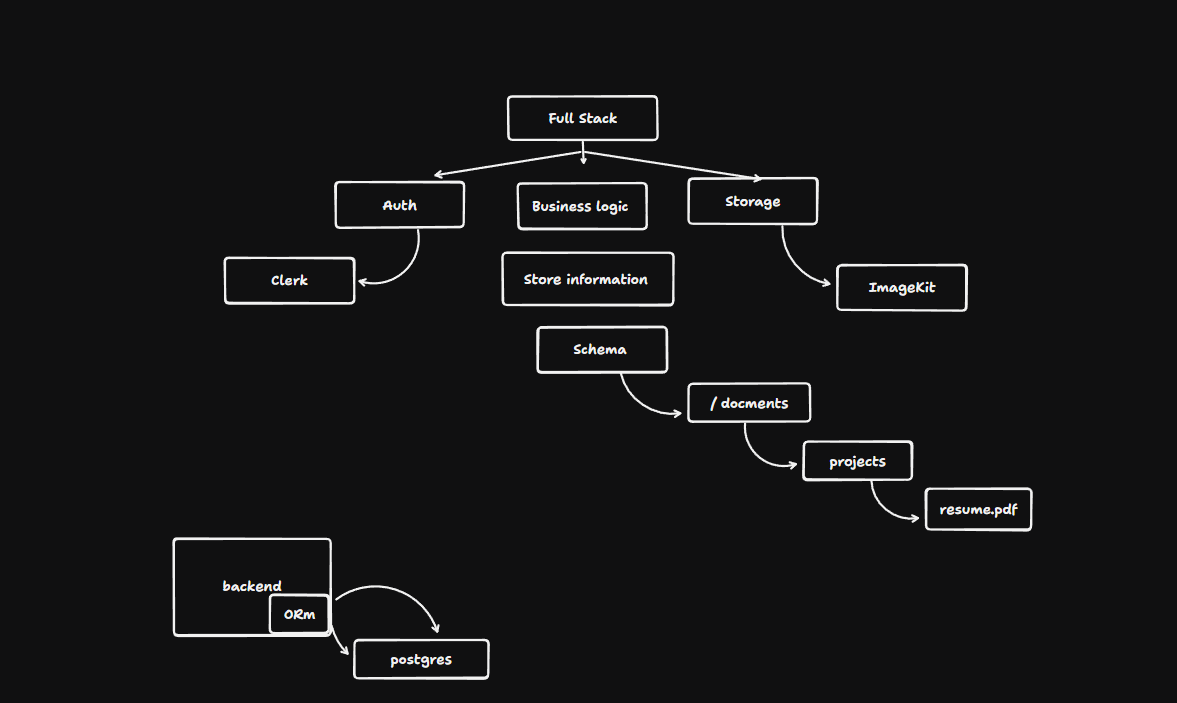 Full Stack
Auth
Business logic
Storage
Clerk
Store information
ImageKit
Schema
/ docments
projects
resume.pdf
backend
ORm
postgres